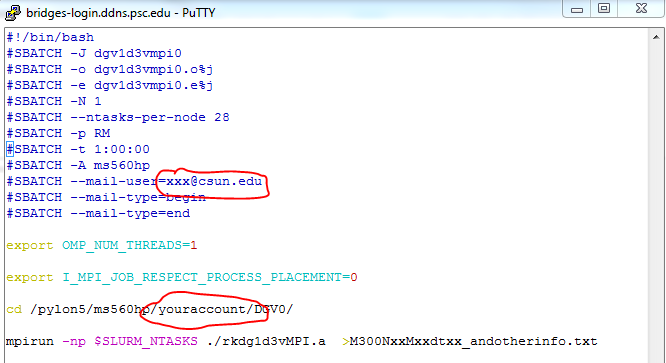 bridges-login.ddns.psc.edu - PuTTY
#!/bin/bash
#SBATCH -J dgv1d3vmpi0
#SBATCH -o dgv1d3vmpi0.o%j
#SBATCH -e dgv1d3vmpi0.e%j
#SBATCH -N 1
#SBATCH --ntasks-per-node 28
#SBATCH -p RM
#SBATCH -t 1:00:00
#SBATCH -A ms560hp
#SBATCH --mail-user=xxx@csun.edu
#SBATCH --mail-type=begin
#SBATCH --mail-type=end
export OMP_NUM_THREADS=1
export I_MPI_JOB_RESPECT_PROCESS_PLACEMENT=0
cd /pylon5/ms560hp/youraccount/DGV0/
mpirun -np $SLURM_NTASKS ./rkdg1d3vMPI.a  >M300NxxMxxdtxx_andotherinfo.txt